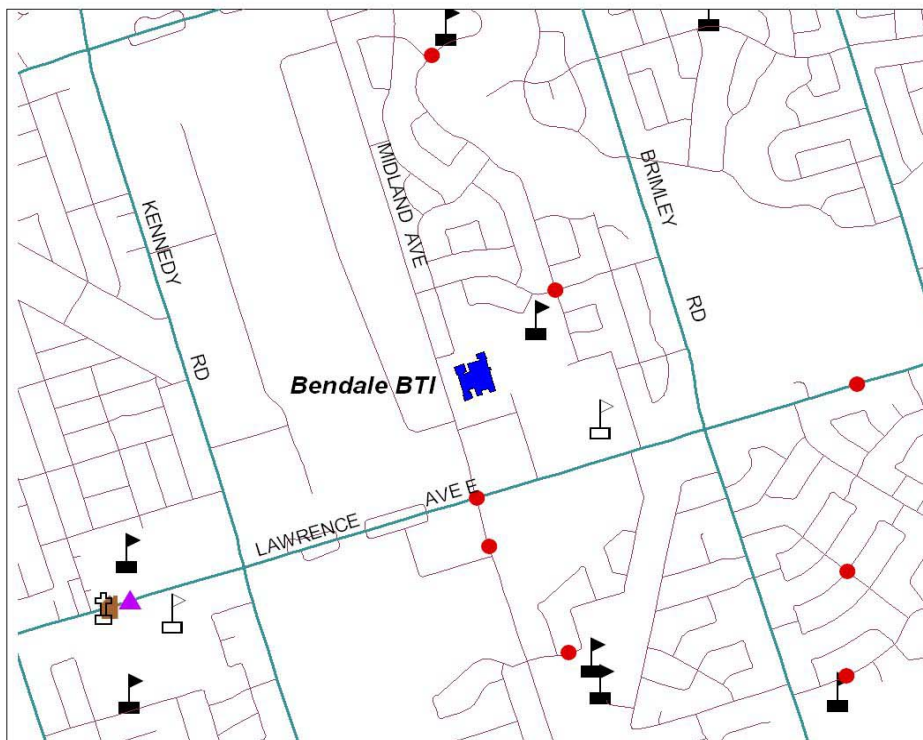 MIDLAND AVE
BRIMLEY
RD
KENNEDY
RD
Bendale BTI
LAWRENCE
AVE E